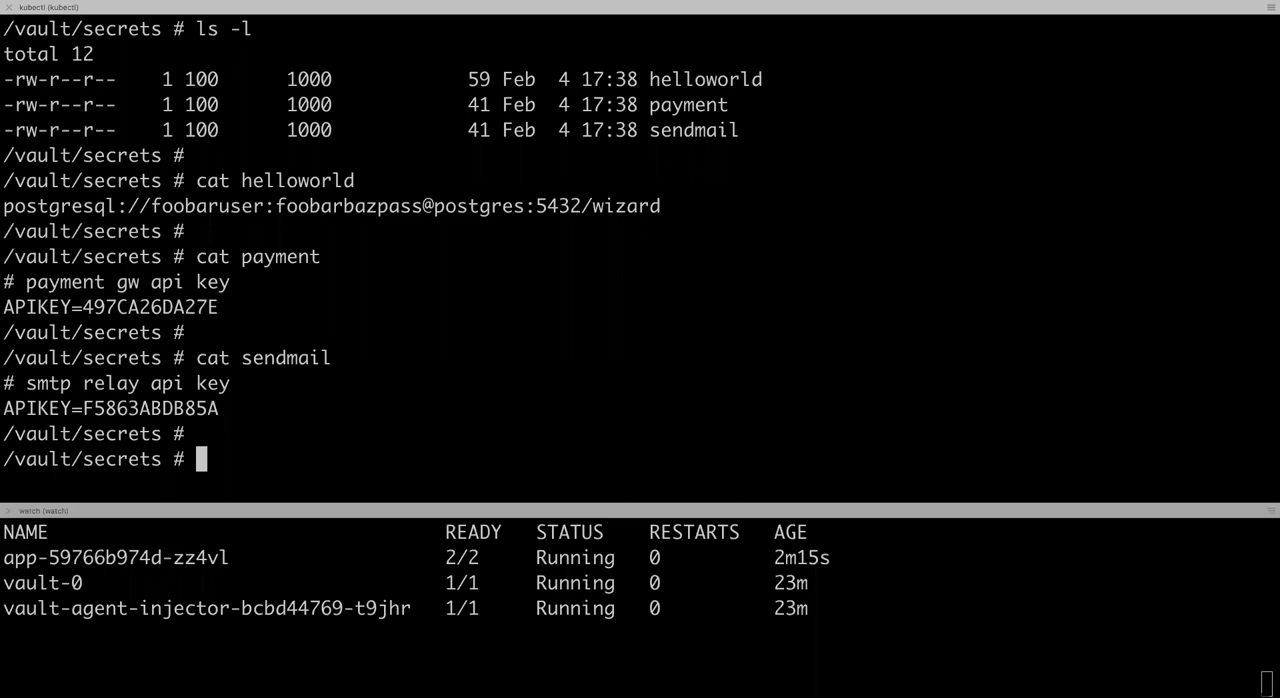 kubectl (kubectl)
/vault/secrets # ls -l
total 12
-rw-r--r--    1 100      1000            59 Feb  4 17:38 helloworld
-rw-r--r--    1 100      1000            41 Feb  4 17:38 payment
-rw-r--r--    1 100      1000            41 Feb  4 17:38 sendmail
/vault/secrets #
/vault/secrets # cat helloworld
postgresql://foobaruser:foobarbazpass@postgres:5432/wizard
/vault/secrets #
/vault/secrets # cat payment
# payment gw api key
APIKEY=497CA26DA27E
/vault/secrets #
/vault/secrets # cat sendmail
# smtp relay api key
APIKEY=F5863ABDB85A
/vault/secrets #
/vault/secrets #
watch (watch)
NAME                                   READY   STATUS    RESTARTS   AGE
app-59766b974d-zz4vl                   2/2     Running   0          2m15s
vault-0                                1/1     Running   0          23m
vault-agent-injector-bcbd44769-t9jhr   1/1     Running   0          23m